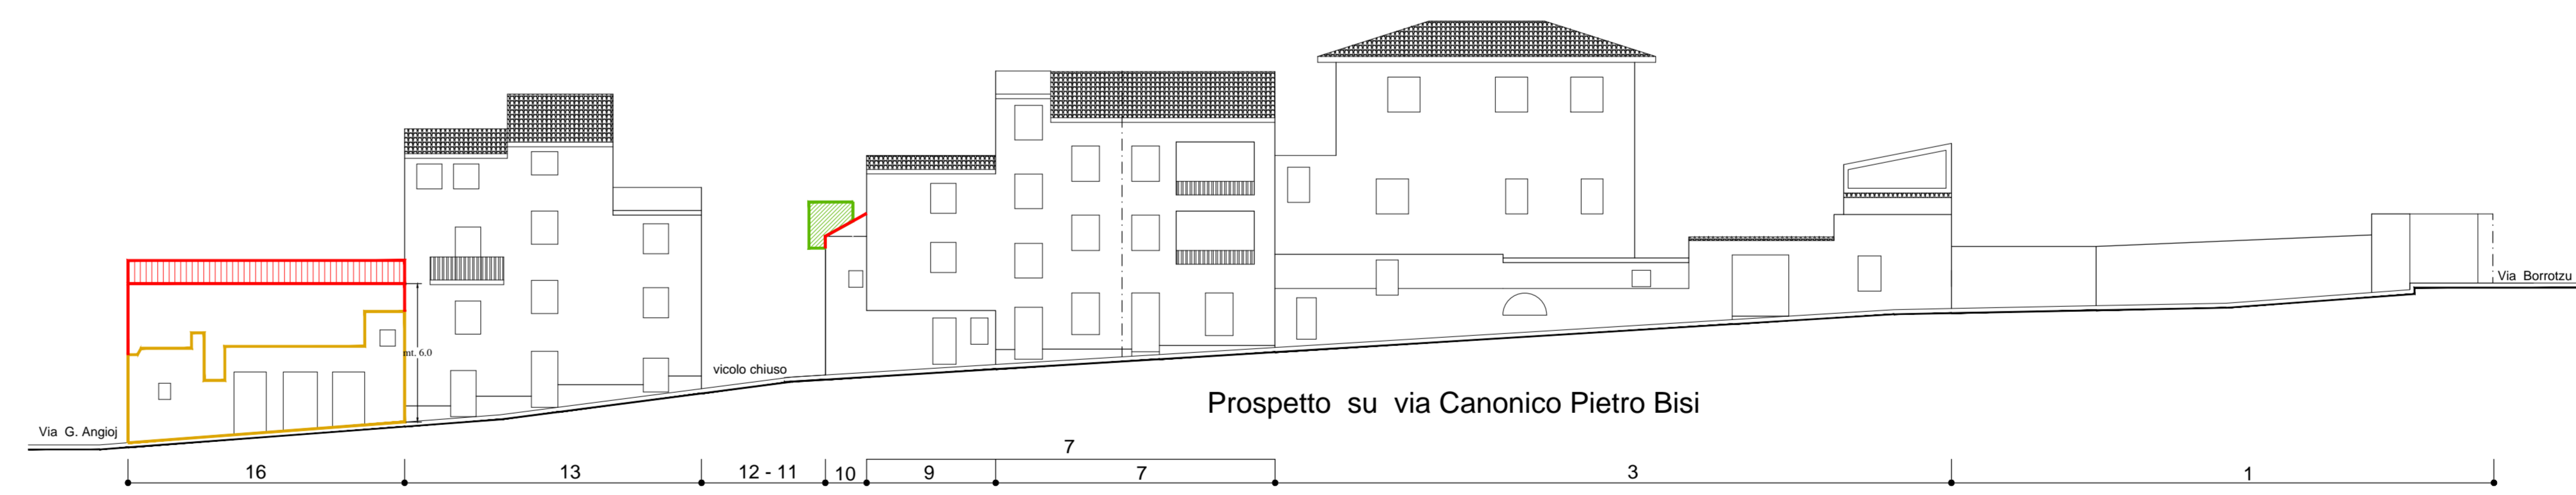 Via Borrotzu
mt. 6.0
vicolo chiuso
Prospetto su via Canonico Pietro Bisi
Via G. Angioj
7
16 13 12 - 11 10 9 7 3 1